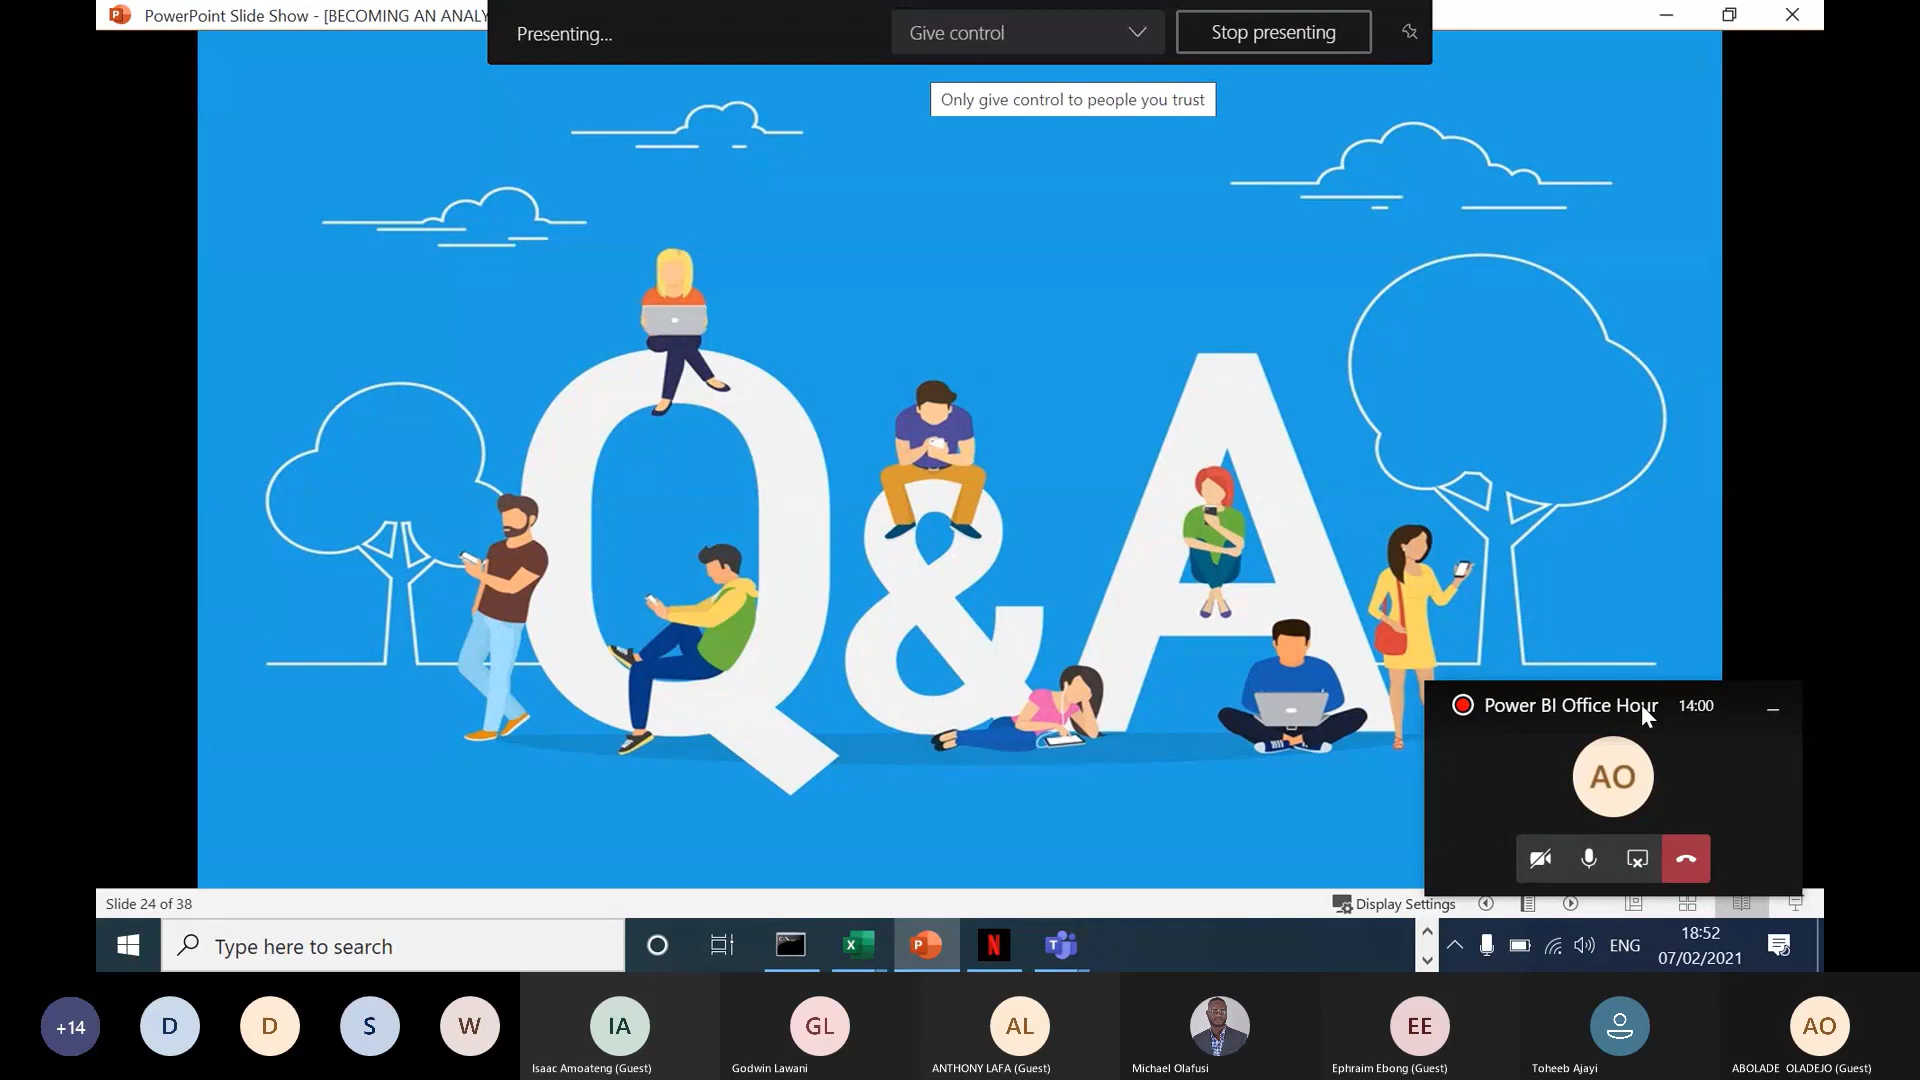 PowerPoint Slide Show - [BECOMING AN ANALY
Presenting...
Give control
Stop presenting
Only give control to people you trust
Q&A
Power BI Office Hour 14:00
AO
Slide 24 of 38
Display Settings
Type here to search
ENG
18:52
07/02/2021
+14
D
D
S
W
IA
GL
AL
EE
AO
Isaac Amoateng (Guest)
Godwin Lawani
ANTHONY LAFA (Guest)
Michael Olafusi
Ephraim Ebong (Guest)
Toheeb Ajayi
ABOLADE OLADEJO (Guest)